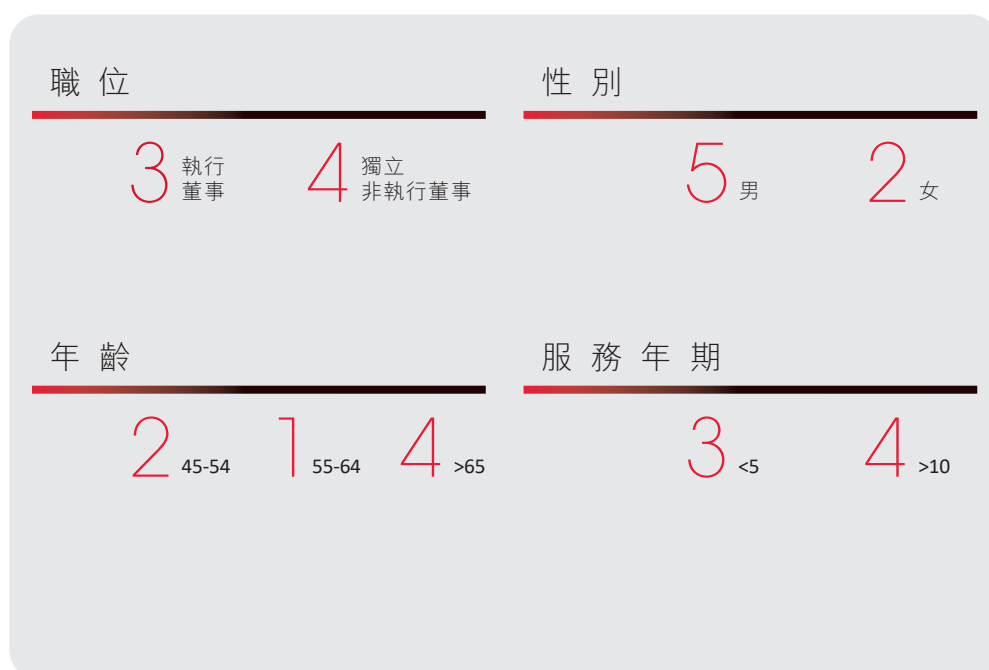 職位
3 執行
董事
4 獨立
非執行董事
性別
5 男
2 女
年齡
2 45-54
1 55-64
4 >65
服務年期
3 <5
4 >10